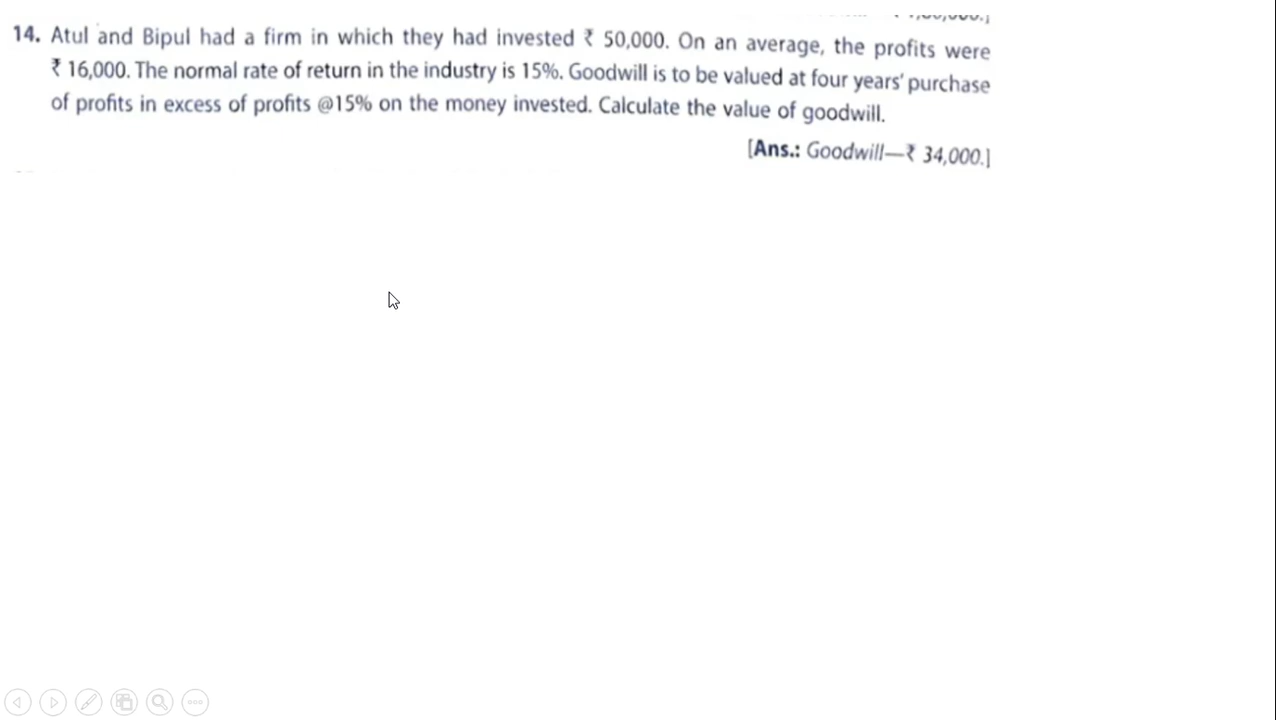 14. Atul and Bipul had a firm in which they had invested ₹ 50,000. On an average, the profits were
₹ 16,000. The normal rate of return in the industry is 15%. Goodwill is to be valued at four years' purchase
of profits in excess of profits @15% on the money invested. Calculate the value of goodwill.
[Ans.: Goodwill—₹ 34,000.]